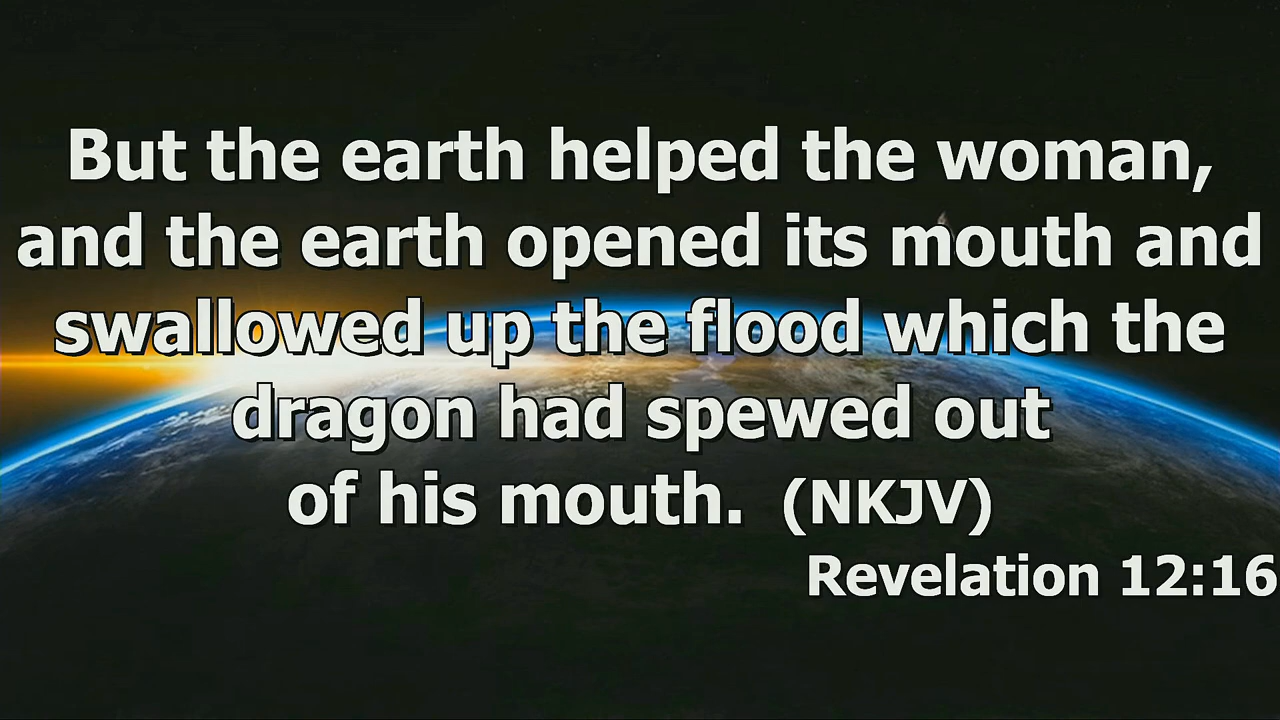 But the earth helped the woman,
and the earth opened its mouth and
swallowed up the flood which the
dragon had spewed out
of his mouth. (NKJV)
Revelation 12:16